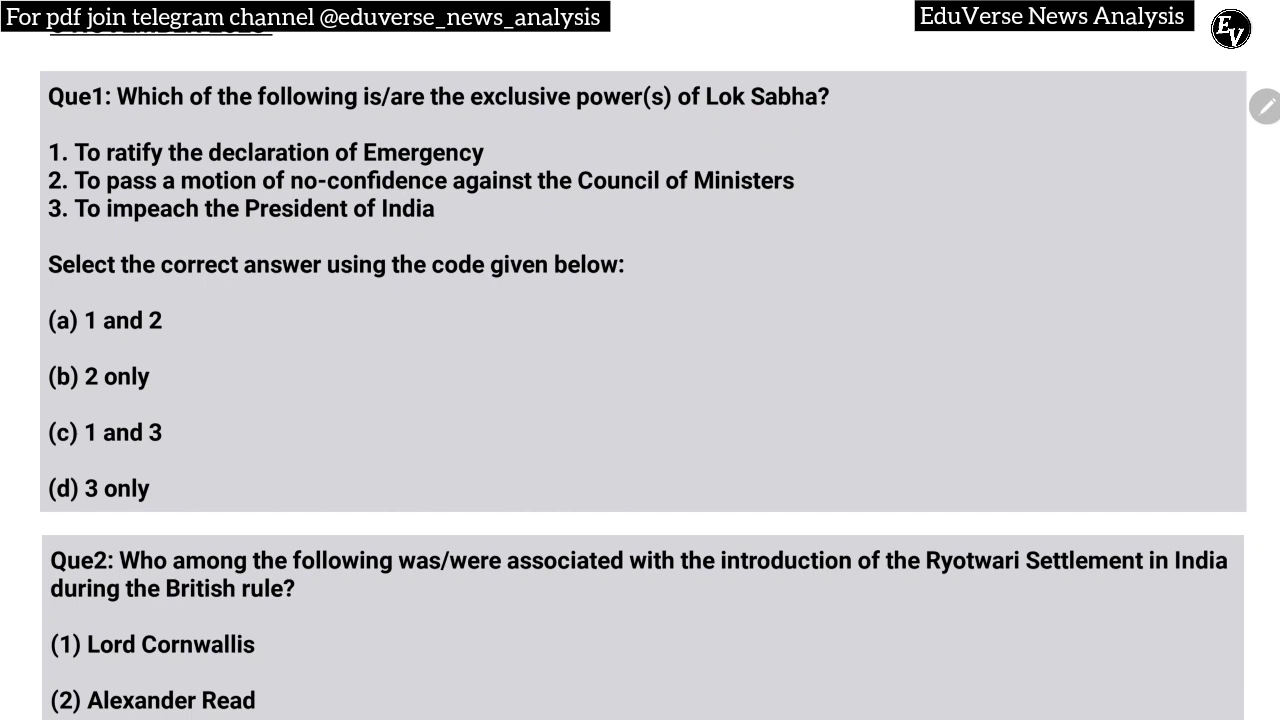 For pdf join telegram channel @eduverse_news_analysis
EduVerse News Analysis
EV
Que1: Which of the following is/are the exclusive power(s) of Lok Sabha?
1. To ratify the declaration of Emergency
2. To pass a motion of no-confidence against the Council of Ministers
3. To impeach the President of India
Select the correct answer using the code given below:
(a) 1 and 2
(b) 2 only
(c) 1 and 3
(d) 3 only
Que2: Who among the following was/were associated with the introduction of the Ryotwari Settlement in India
during the British rule?
(1) Lord Cornwallis
(2) Alexander Read